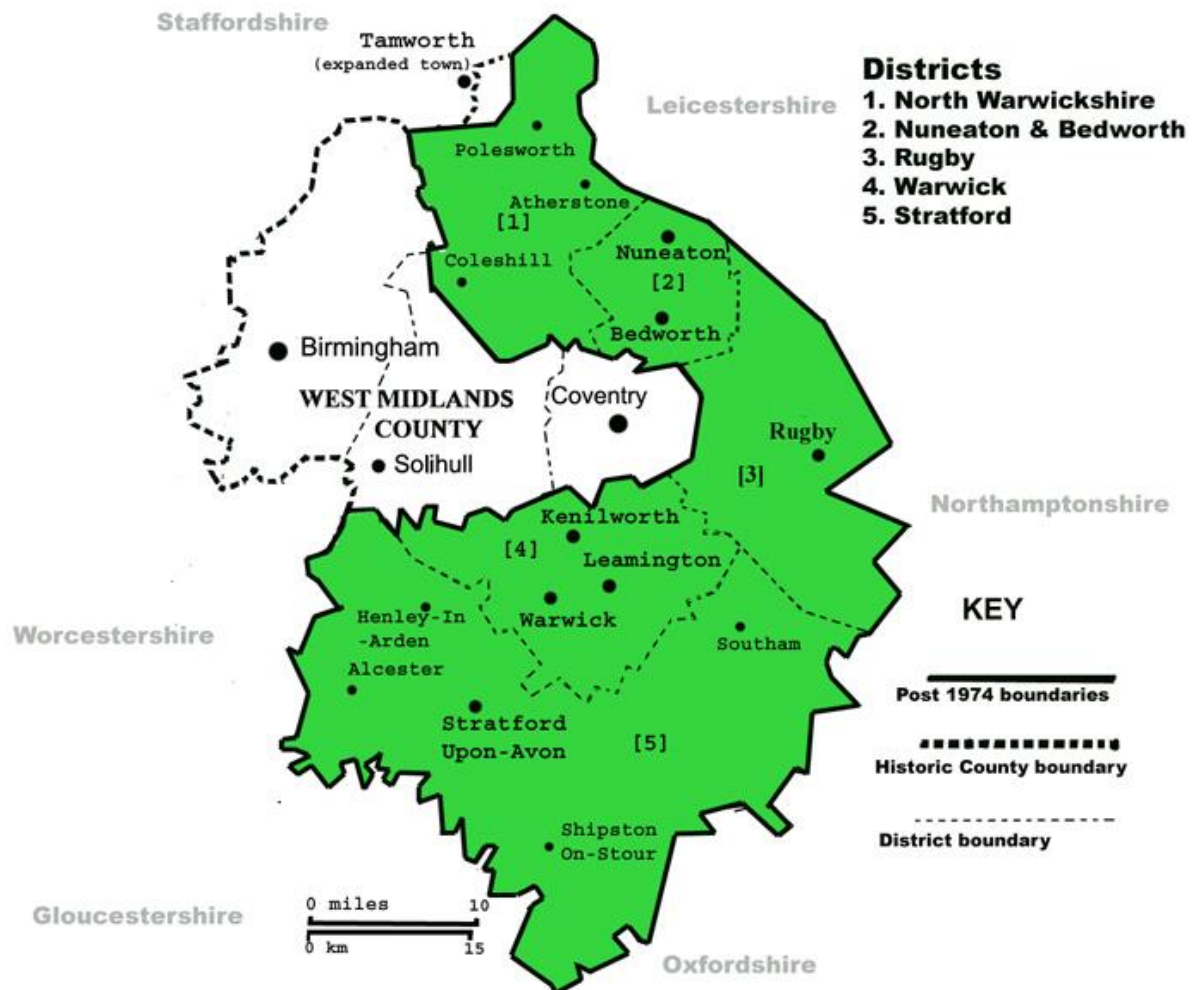 Staffordshire
Tamworth
(expanded town)
Leicestershire
Districts
1. North Warwickshire
2. Nuneaton & Bedworth
3. Rugby
4. Warwick
5. Stratford
Polesworth
Atherstone
[1]
Nuneaton
Coleshill
[2]
Bedworth
Birmingham
WEST MIDLANDS
COUNTY
Coventry
Solihull
Rugby
[3]
Northamptonshire
Kenilworth
[4]
Leamington
Warwick
Henley-In
-Arden
Alcester
Southam
Worcestershire
KEY
Post 1974 boundaries
Historic County boundary
District boundary
Stratford
Upon-Avon
[5]
Shipston
On-Stour
Gloucestershire
0 miles 10
0 km 15
Oxfordshire